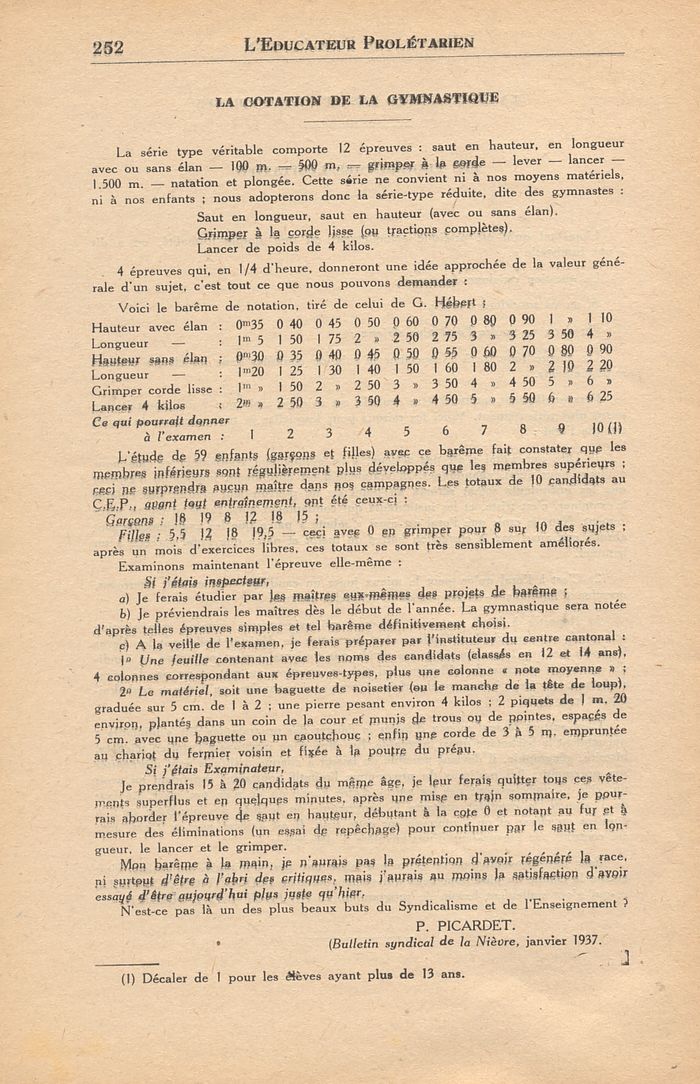 252
L'EDUCATEUR PROLÉTARIEN
LA COTATION DE LA GYMNASTIQUE
La série type véritable comporte 12 épreuves : saut en hauteur, en longueur
avec ou sans élan — 100 m. — 500 m, — grimper à la corde — lever — lancer —
1.500 m. — natation et plongée. Cette série ne convient ni à nos moyens matériels,
ni à nos enfants ; nous adopterons donc la série-type réduite, dite des gymnastes :
Saut en longueur, saut en hauteur (avec ou sans élan).
Grimper à la corde lisse (ou tractions complètes).
Lancer de poids de 4 kilos.
4 épreuves qui, en 1/4 d'heure, donneront une idée approchée de la valeur géné-
rale d'un sujet, c'est tout ce que nous pouvons demander :
Voici le barême de notation, tiré de celui de G. Hébert ;
Hauteur avec élan : 0m35 0 40 0 45 0 50 0 60 0 70 0 80 0 90 1 » 1 10
Longueur — : 1m 5 1 50 1 75 2 » 2 50 2 75 3 » 3 25 3 50 4 »
Hauteur sans élan : 0m30 0 35 0 40 0 45 0 50 0 55 0 60 0 70 0 80 0 90
Longueur — : 1m20 1 25 1 30 1 40 1 50 1 60 1 80 2 » 2 10 2 20
Grimper corde lisse : 1m » 1 50 2 » 2 50 3 » 3 50 4 » 4 50 5 » 6 »
Lancer 4 kilos : 2m » 2 50 3 » 3 50 4 » 4 50 5 » 5 50 6 » 6 25
Ce qui pourrait donner
à l'examen : 1 2 3 4 5 6 7 8 9 10 (1)
L'étude de 59 enfants (garçons et filles) avec ce barême fait constater que les
membres inférieurs sont régulièrement plus développés que les membres supérieurs ;
ceci ne surprendra aucun maître dans nos campagnes. Les totaux de 10 candidats au
C.E.P., avant tout entraînement, ont été ceux-ci :
Garçons : 18 19 8 12 18 15 ;
Filles : 5,5 12 18 19,5 — ceci avec 0 en grimper pour 8 sur 10 des sujets ;
après un mois d'exercices libres, ces totaux se sont très sensiblement améliorés.
Examinons maintenant l'épreuve elle-même :
Si j'étais inspecteur,
a) Je ferais étudier par les maîtres eux-mêmes des projets de barême ;
b) Je préviendrais les maîtres dès le début de l'année. La gymnastique sera notée
d'après telles épreuves simples et tel barême définitivement choisi.
c) A la veille de l'examen, je ferais préparer par l'instituteur du centre cantonal :
1º Une feuille contenant avec les noms des candidats (classés en 12 et 14 ans),
4 colonnes correspondant aux épreuves-types, plus une colonne « note moyenne » ;
2º Le matériel, soit une baguette de noisetier (ou le manche de la tête de loup),
graduée sur 5 cm. de 1 à 2 ; une pierre pesant environ 4 kilos ; 2 piquets de 1 m. 20
environ, plantés dans un coin de la cour et munis de trous ou de pointes, espacés de
5 cm. avec une baguette ou un caoutchouc ; enfin une corde de 3 à 5 m. empruntée
au chariot du fermier voisin et fixée à la poutre du préau.
Si j'étais Examinateur,
Je prendrais 15 à 20 candidats du même âge, je leur ferais quitter tous ces vête-
ments superflus et en quelques minutes, après une mise en train sommaire, je pour-
rais aborder l'épreuve de saut en hauteur, débutant à la cote 0 et notant au fur et à
mesure des éliminations (un essai de repêchage) pour continuer par le saut en lon-
gueur, le lancer et le grimper.
Mon barême à la main, je n'aurais pas la prétention d'avoir régénéré la race,
ni surtout d'être à l'abri des critiques, mais j'aurais au moins la satisfaction d'avoir
essayé d'être aujourd'hui plus juste qu'hier.
N'est-ce pas là un des plus beaux buts du Syndicalisme et de l'Enseignement ?
P. PICARDET.
(Bulletin syndical de la Nièvre, janvier 1937.
(1) Décaler de 1 pour les élèves ayant plus de 13 ans.